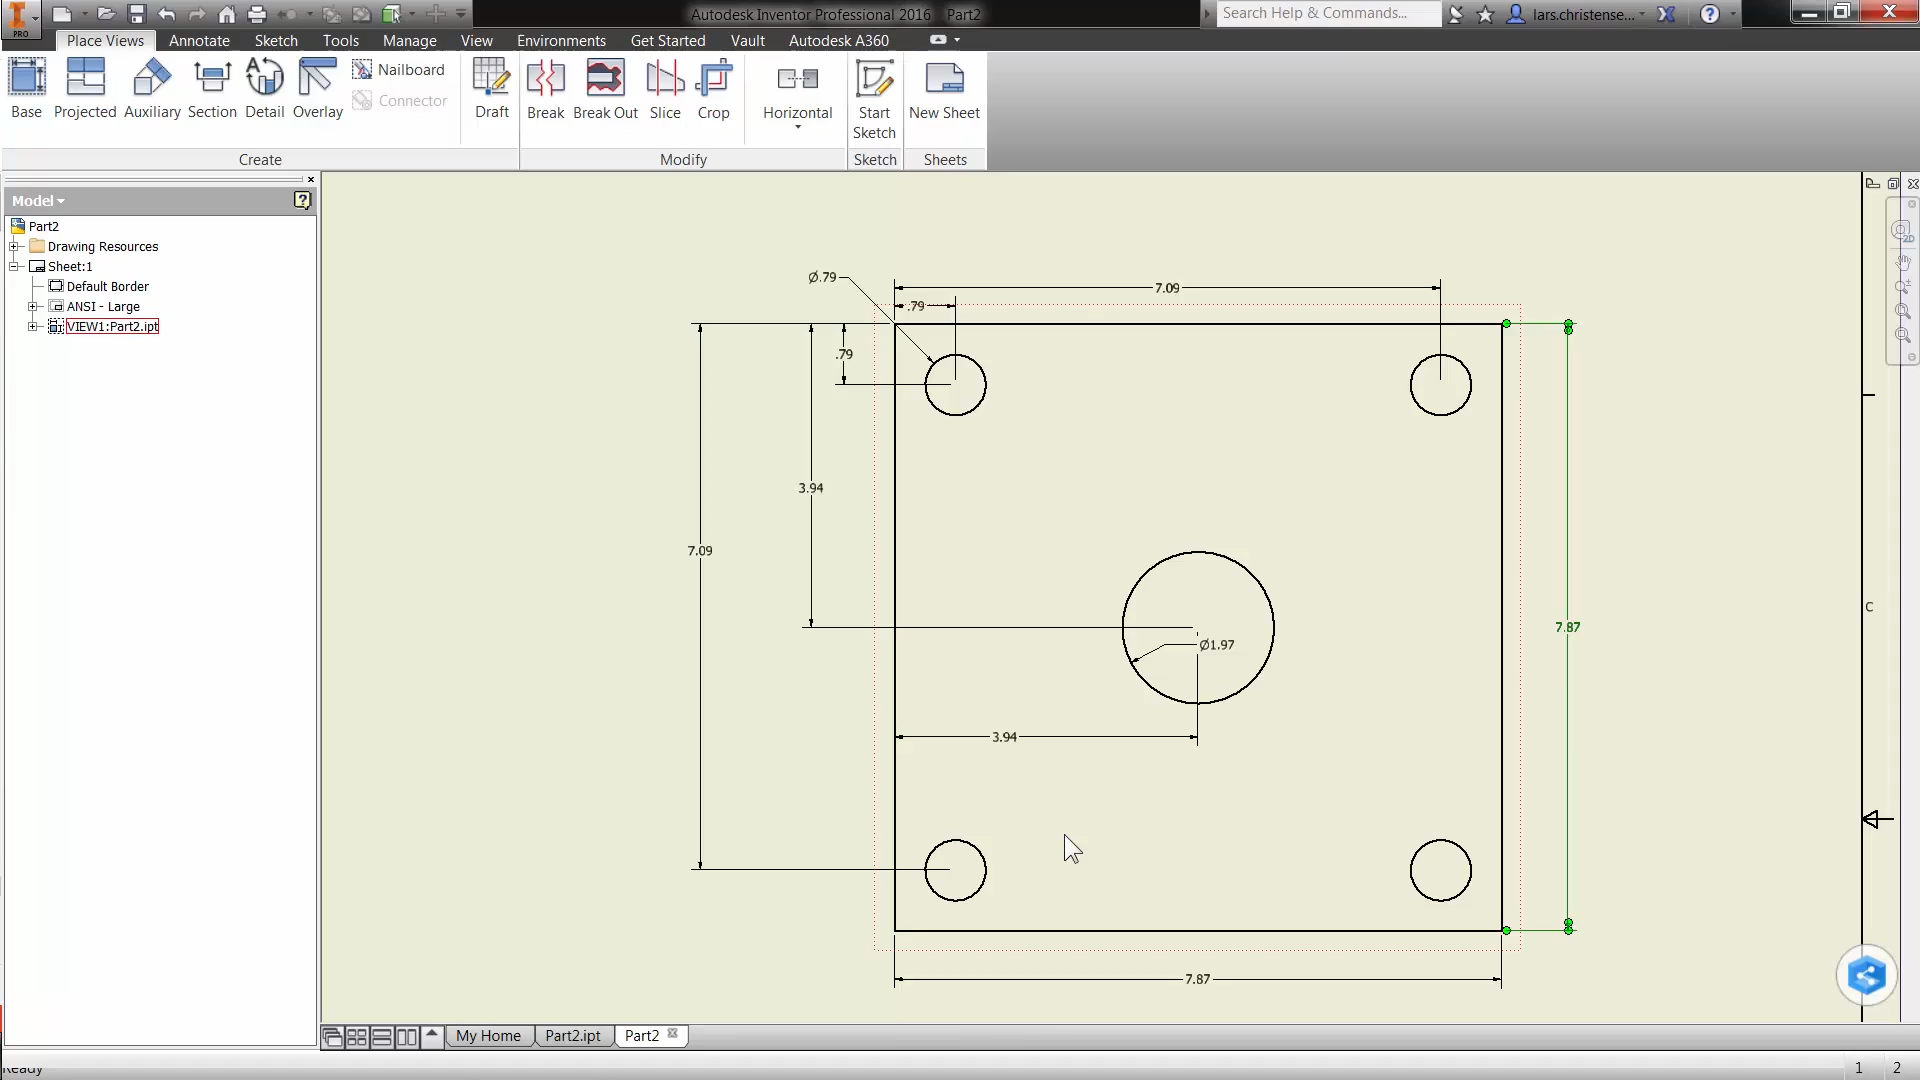 Autodesk Inventor Professional 2016 Part2
Search Help & Commands...
lars.christense...
PRO
Place Views Annotate Sketch Tools Manage View Environments Get Started Vault Autodesk A360
Base Projected Auxiliary Section Detail Overlay
Nailboard
Connector
Draft Break Break Out Slice Crop Horizontal
Start
Sketch
New Sheet
Create Modify Sketch Sheets
Model
Part2
Drawing Resources
Sheet:1
Default Border
ANSI - Large
VIEW1:Part2.ipt
2D
Ø.79
7.09
.79
.79
3.94
7.09
Ø1.97
7.87
C
3.94
7.87
My Home Part2.ipt Part2
Ready
1 2